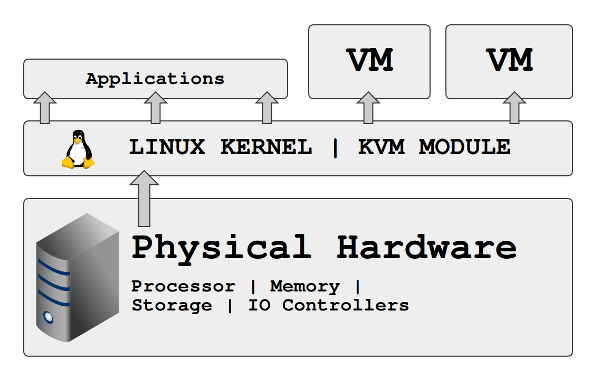 VM
VM
Applications
LINUX KERNEL | KVM MODULE
Physical Hardware
Processor | Memory |
Storage | IO Controllers